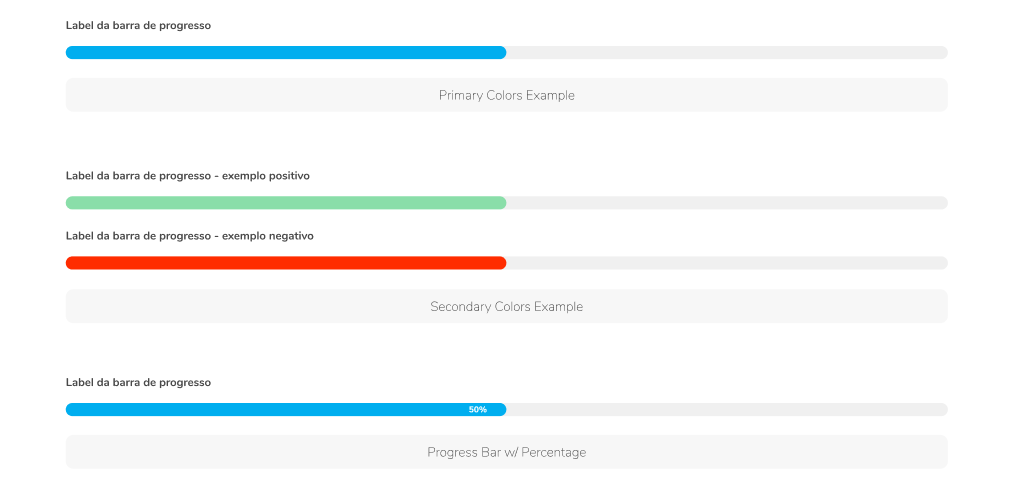 Label da barra de progresso
Primary Colors Example
Label da barra de progresso - exemplo positivo
Label da barra de progresso - exemplo negativo
Secondary Colors Example
Label da barra de progresso
50%
Progress Bar w/ Percentage